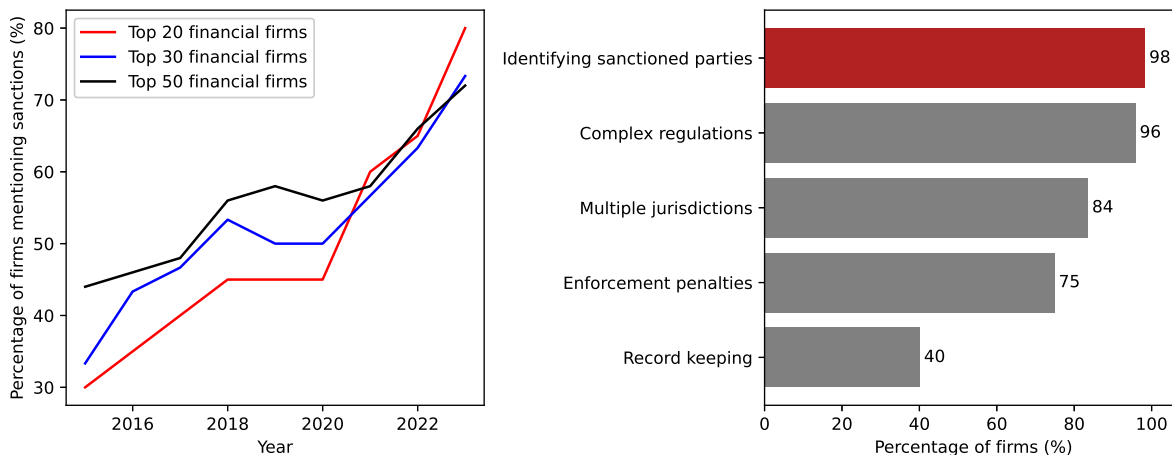 Percentage of firms mentioning sanctions (%)
80
70
60
50
40
30
Top 20 financial firms
Top 30 financial firms
Top 50 financial firms
2016 2018 2020 2022
Year
Identifying sanctioned parties 98
Complex regulations 96
Multiple jurisdictions 84
Enforcement penalties 75
Record keeping 40
0 20 40 60 80 100
Percentage of firms (%)